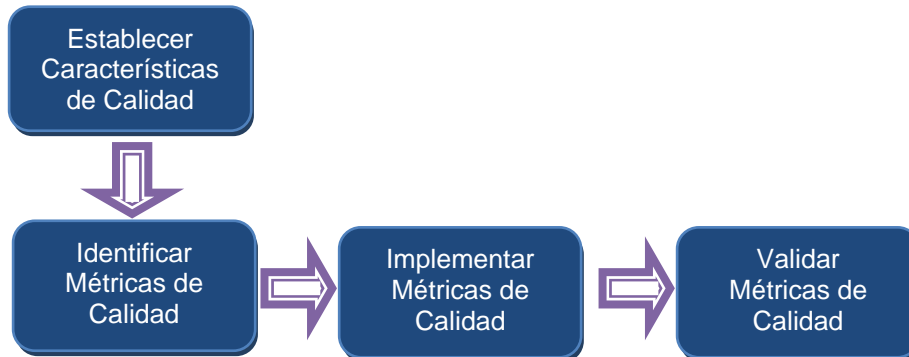 Establecer
Características
de Calidad
Identificar
Métricas de
Calidad
Implementar
Métricas de
Calidad
Validar
Métricas de
Calidad